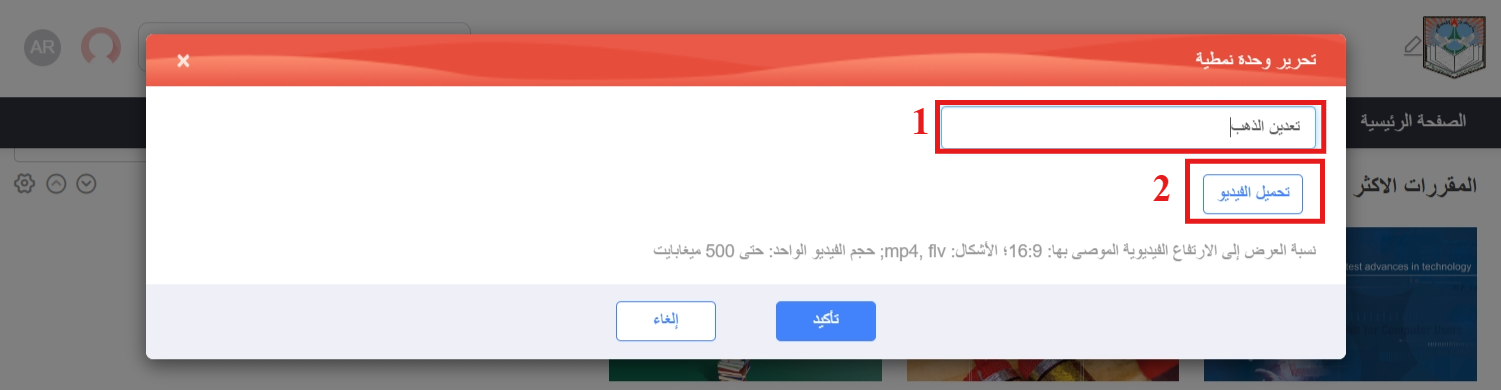 AR
تحرير وحدة نمطية
×
الصفحة الرئيسية
1
تعدين الذهب
2
تحميل الفيديو
المقررات الاكثر
نسبة العرض إلى الارتفاع الفيديوية الموصى بها: 16:9؛ الأشكال: mp4, flv; حجم الفيديو الواحد: حتى 500 ميغابايت
test advances in technology
تأكيد
إلغاء